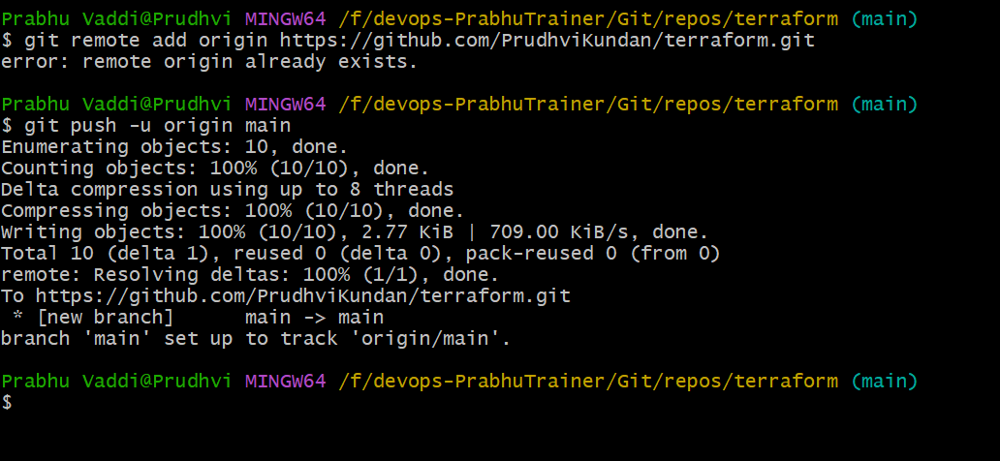 Prabhu Vaddi@Prudhvi MINGW64 /f/devops-PrabhuTrainer/Git/repos/terraform (main)
$ git remote add origin https://github.com/PrudhviKundan/terraform.git
error: remote origin already exists.
Prabhu Vaddi@Prudhvi MINGW64 /f/devops-PrabhuTrainer/Git/repos/terraform (main)
$ git push -u origin main
Enumerating objects: 10, done.
Counting objects: 100% (10/10), done.
Delta compression using up to 8 threads
Compressing objects: 100% (10/10), done.
Writing objects: 100% (10/10), 2.77 KiB | 709.00 KiB/s, done.
Total 10 (delta 1), reused 0 (delta 0), pack-reused 0 (from 0)
remote: Resolving deltas: 100% (1/1), done.
To https://github.com/PrudhviKundan/terraform.git
 * [new branch]      main -> main
branch 'main' set up to track 'origin/main'.
Prabhu Vaddi@Prudhvi MINGW64 /f/devops-PrabhuTrainer/Git/repos/terraform (main)
$